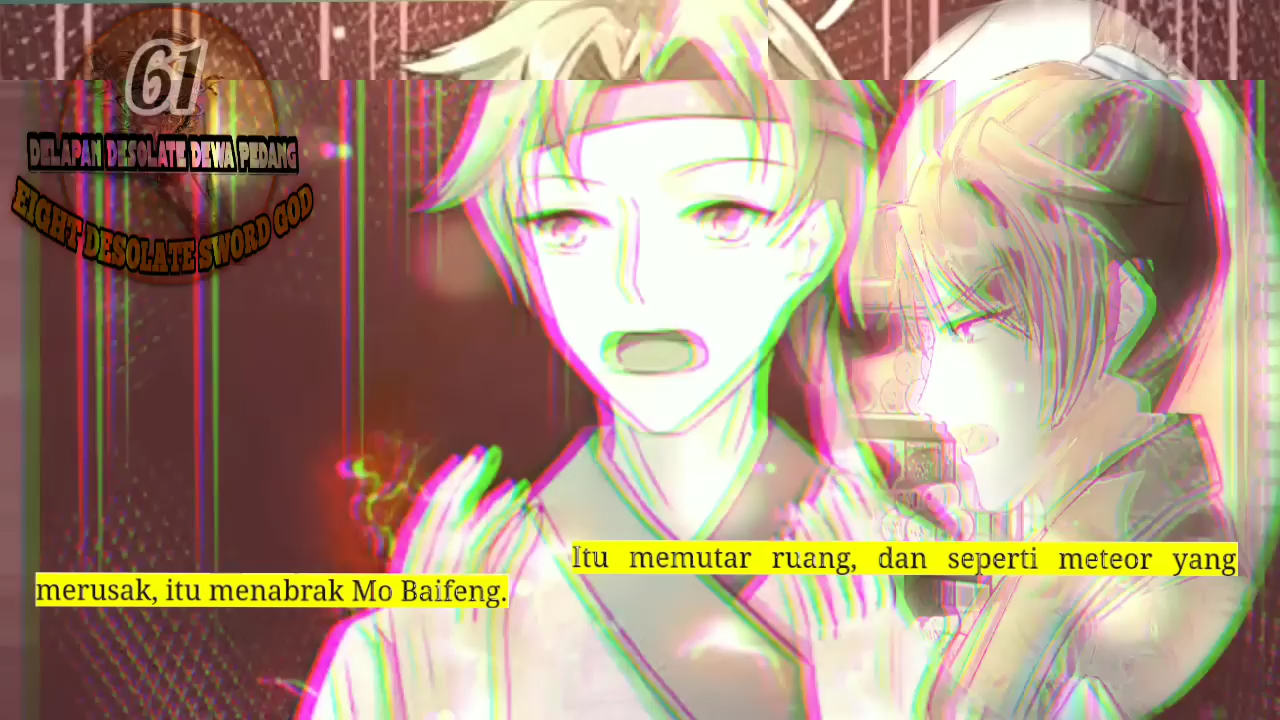 61
DELAPAN DESOLATE DEWA PEDANG
EIGHT DESOLATE SWORD GOD
Itu memutar ruang, dan seperti meteor yang
merusak, itu menabrak Mo Baifeng.